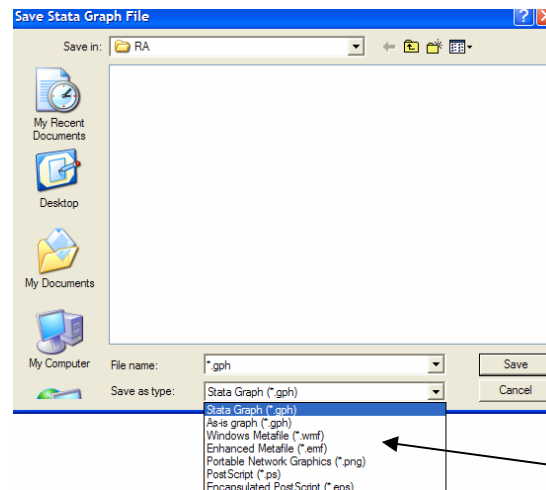 Save Stata Graph File
Save in: RA
My Recent
Documents
Desktop
My Documents
My Computer
File name: *.gph Save
Save as type: Stata Graph (*.gph) Cancel
Stata Graph (*.gph)
As-is graph (*.gph)
Windows Metafile (*.wmf)
Enhanced Metafile (*.emf)
Portable Network Graphics (*.png)
PostScript (*.ps)
Encapsulated PostScript (*.eps)